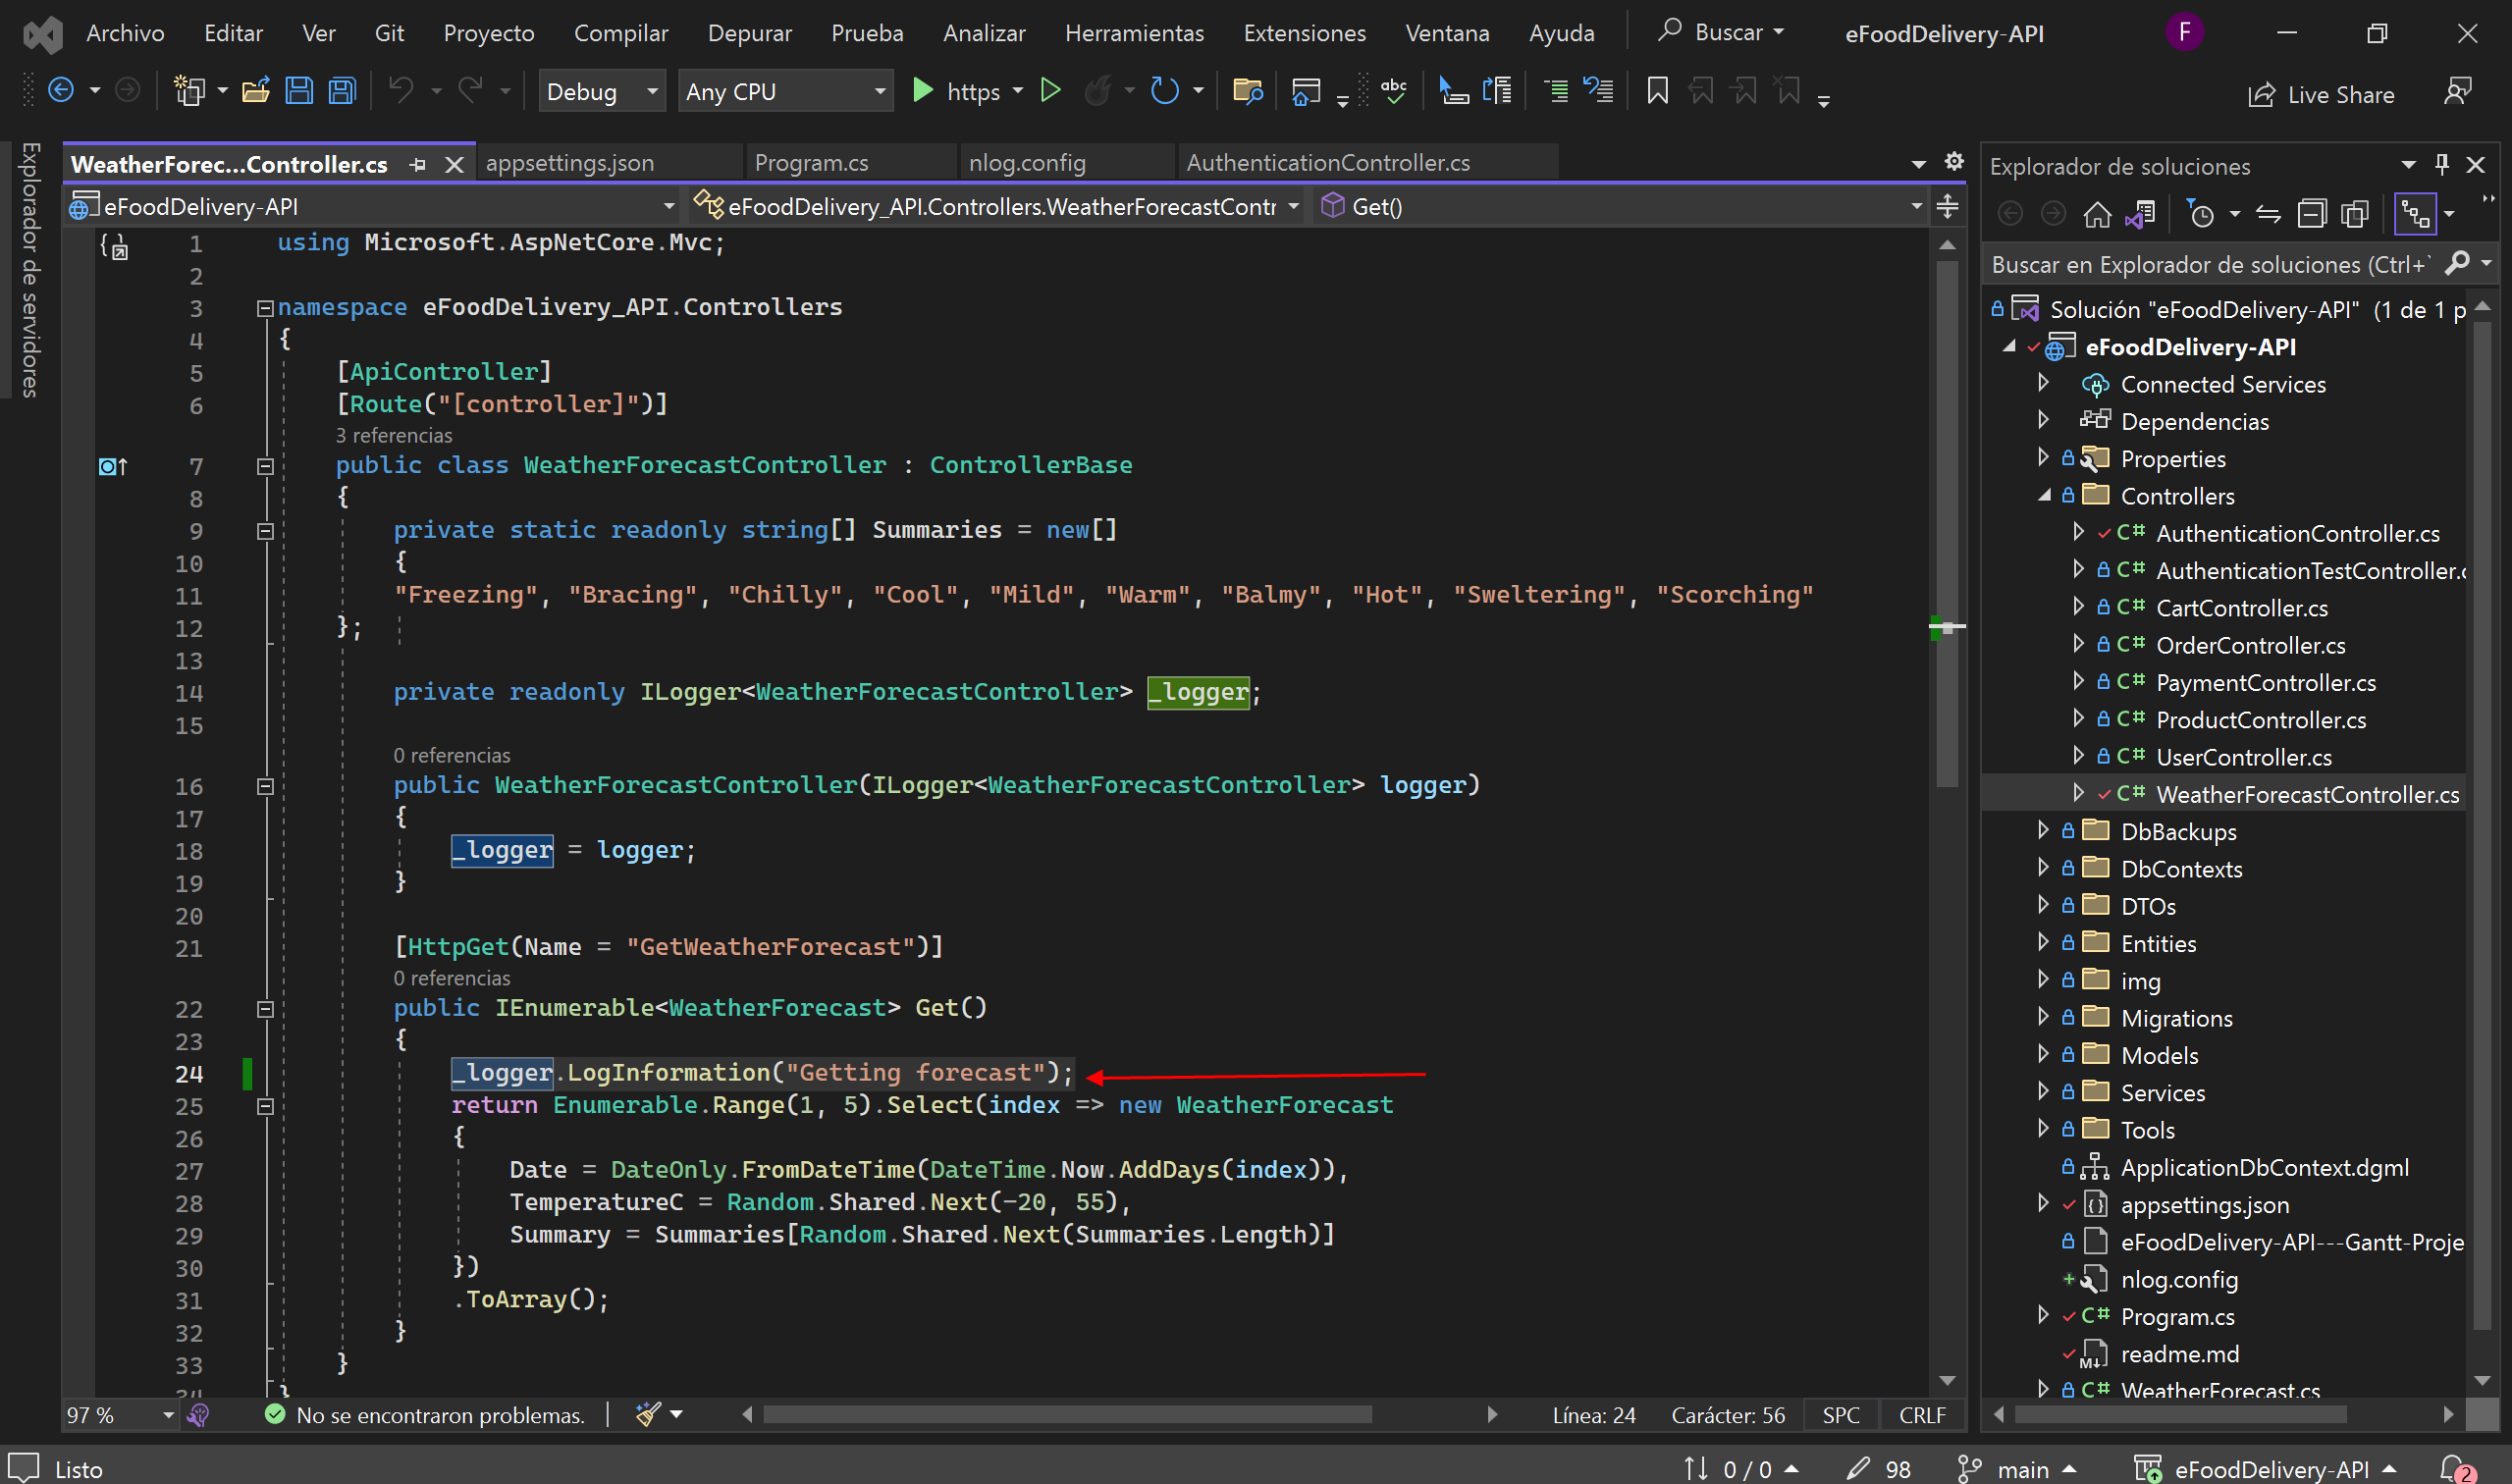 Archivo Editar Ver Git Proyecto Compilar Depurar Prueba Analizar Herramientas Extensiones Ventana Ayuda Buscar eFoodDelivery-API F
Debug Any CPU https abc Live Share
Explorador de servidores
WeatherForec...Controller.cs appsettings.json Program.cs nlog.config AuthenticationController.cs
eFoodDelivery-API eFoodDelivery_API.Controllers.WeatherForecastContr Get()
1 using Microsoft.AspNetCore.Mvc;
2
3 namespace eFoodDelivery_API.Controllers
4 {
5 [ApiController]
6 [Route("[controller]")]
3 referencias
7 public class WeatherForecastController : ControllerBase
8 {
9 private static readonly string[] Summaries = new[]
10 {
11 "Freezing", "Bracing", "Chilly", "Cool", "Mild", "Warm", "Balmy", "Hot", "Sweltering", "Scorching"
12 };
13
14 private readonly ILogger<WeatherForecastController> _logger;
15
0 referencias
16 public WeatherForecastController(ILogger<WeatherForecastController> logger)
17 {
18 _logger = logger;
19 }
20
21 [HttpGet(Name = "GetWeatherForecast")]
0 referencias
22 public IEnumerable<WeatherForecast> Get()
23 {
24 _logger.LogInformation("Getting forecast");
25 return Enumerable.Range(1, 5).Select(index => new WeatherForecast
26 {
27 Date = DateOnly.FromDateTime(DateTime.Now.AddDays(index)),
28 TemperatureC = Random.Shared.Next(-20, 55),
29 Summary = Summaries[Random.Shared.Next(Summaries.Length)]
30 })
31 .ToArray();
32 }
33 }
34 }
97 % No se encontraron problemas. Línea: 24 Carácter: 56 SPC CRLF
Explorador de soluciones
Buscar en Explorador de soluciones (Ctrl+
Solución "eFoodDelivery-API" (1 de 1 p
eFoodDelivery-API
Connected Services
Dependencias
Properties
Controllers
C# AuthenticationController.cs
C# AuthenticationTestController.c
C# CartController.cs
C# OrderController.cs
C# PaymentController.cs
C# ProductController.cs
C# UserController.cs
C# WeatherForecastController.cs
DbBackups
DbContexts
DTOs
Entities
img
Migrations
Models
Services
Tools
ApplicationDbContext.dgml
appsettings.json
eFoodDelivery-API---Gantt-Proje
nlog.config
C# Program.cs
readme.md
C# WeatherForecast.cs
Listo 0 / 0 98 main eFoodDelivery-API 2